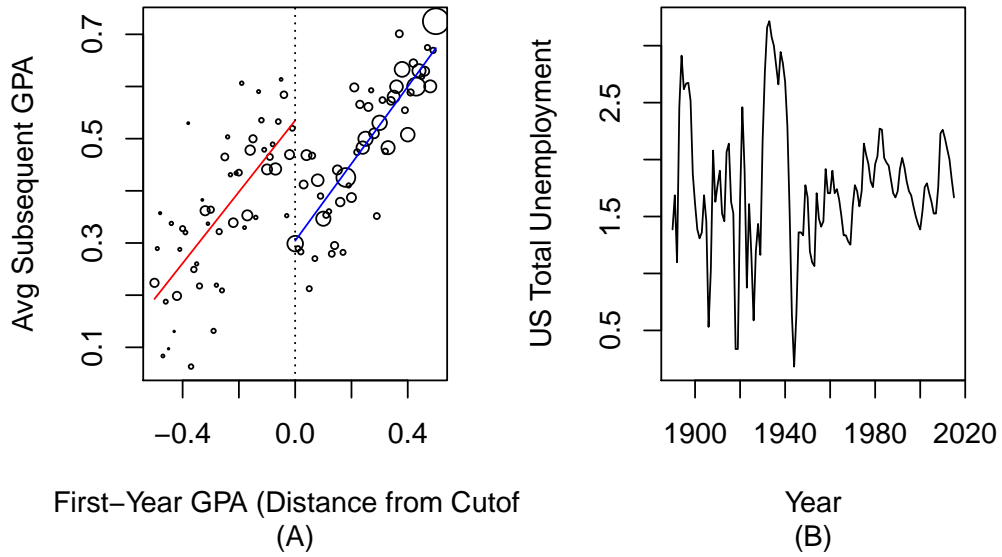 Avg Subsequent GPA
0.1 0.3 0.5 0.7
−0.4 0.0 0.4
First−Year GPA (Distance from Cutof
(A)
US Total Unemployment
0.5 1.5 2.5
1900 1940 1980 2020
Year
(B)